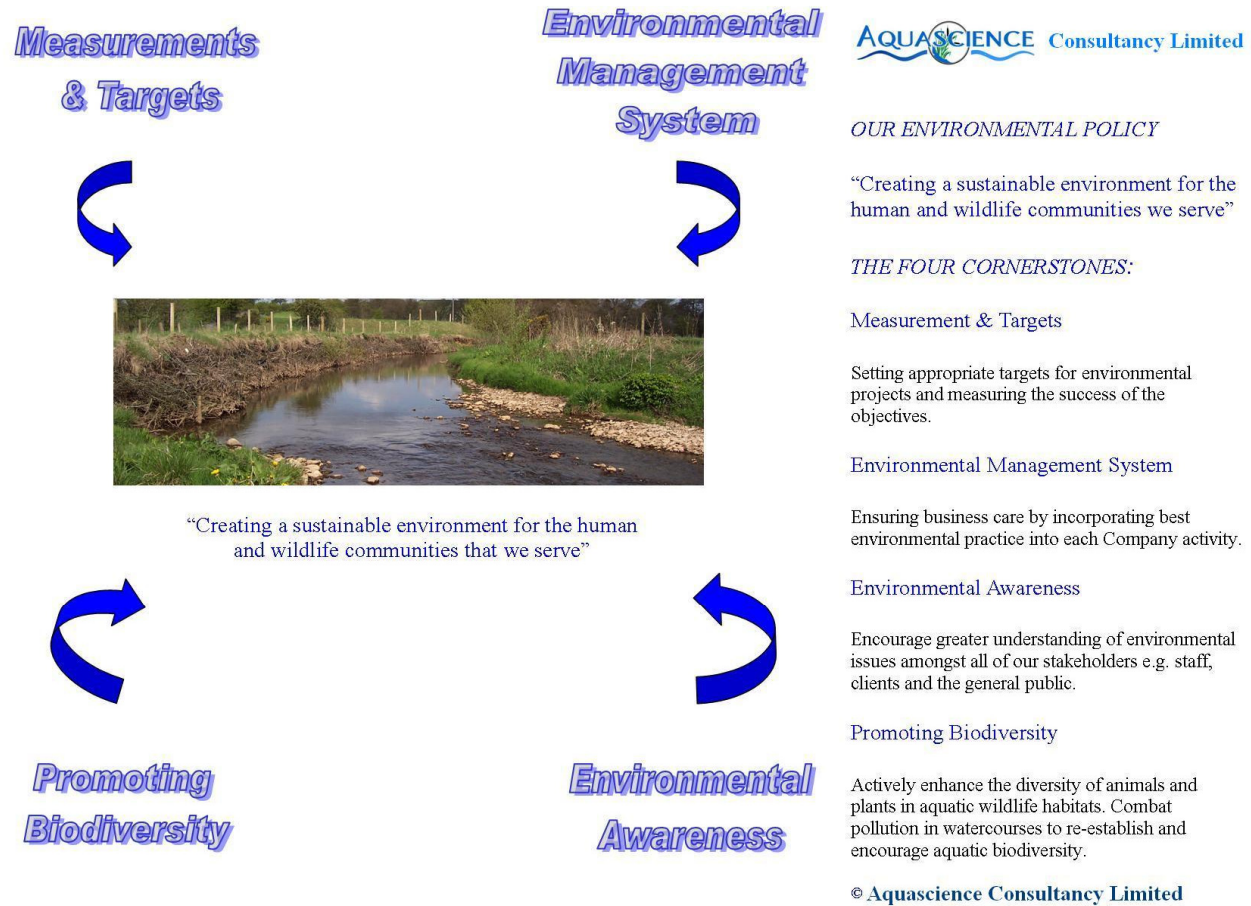 Measurements
& Targets
Environmental
Management
System
“Creating a sustainable environment for the human
and wildlife communities that we serve”
Promoting
Biodiversity
Environmental
Awareness
AQUASCIENCE Consultancy Limited
OUR ENVIRONMENTAL POLICY
“Creating a sustainable environment for the
human and wildlife communities we serve”
THE FOUR CORNERSTONES:
Measurement & Targets
Setting appropriate targets for environmental
projects and measuring the success of the
objectives.
Environmental Management System
Ensuring business care by incorporating best
environmental practice into each Company activity.
Environmental Awareness
Encourage greater understanding of environmental
issues amongst all of our stakeholders e.g. staff,
clients and the general public.
Promoting Biodiversity
Actively enhance the diversity of animals and
plants in aquatic wildlife habitats. Combat
pollution in watercourses to re-establish and
encourage aquatic biodiversity.
© Aquascience Consultancy Limited